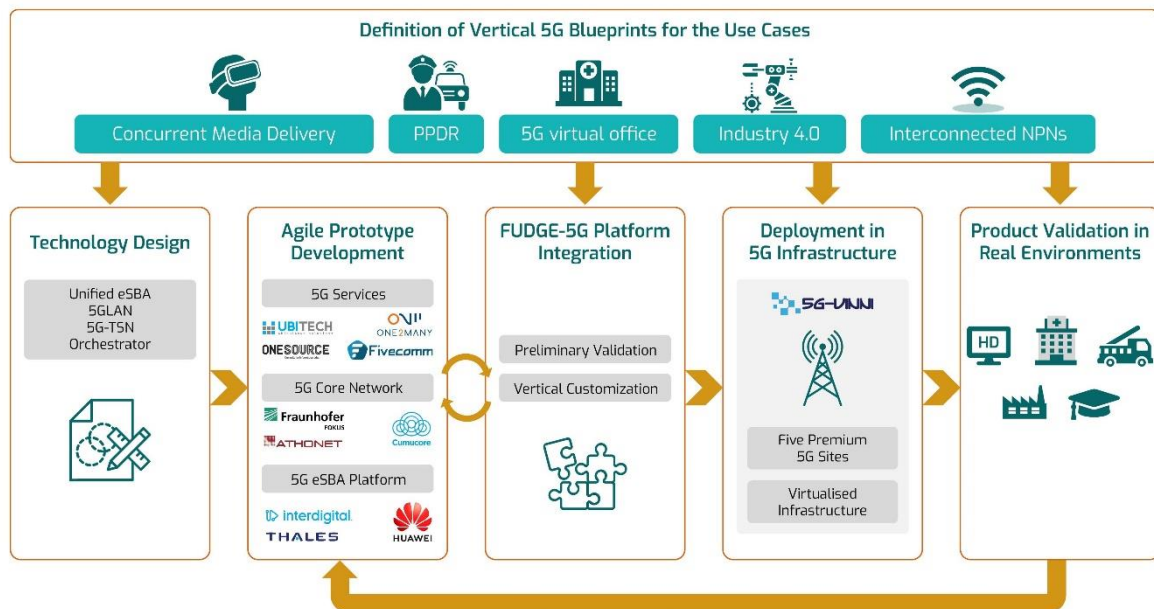 Definition of Vertical 5G Blueprints for the Use Cases
Concurrent Media Delivery
PPDR
5G virtual office
Industry 4.0
Interconnected NPNs
Technology Design
Unified eSBA
5GLAN
5G-TSN
Orchestrator
Agile Prototype
Development
5G Services
UBITECH
ONE2MANY
ONESOURCE
Fivecomm
5G Core Network
Fraunhofer
FOKUS
ATHONET
Cumucore
5G eSBA Platform
interdigital
THALES
HUAWEI
FUDGE-5G Platform
Integration
Preliminary Validation
Vertical Customization
Deployment in
5G Infrastructure
5G-VINNI
Five Premium
5G Sites
Virtualised
Infrastructure
Product Validation in
Real Environments
HD